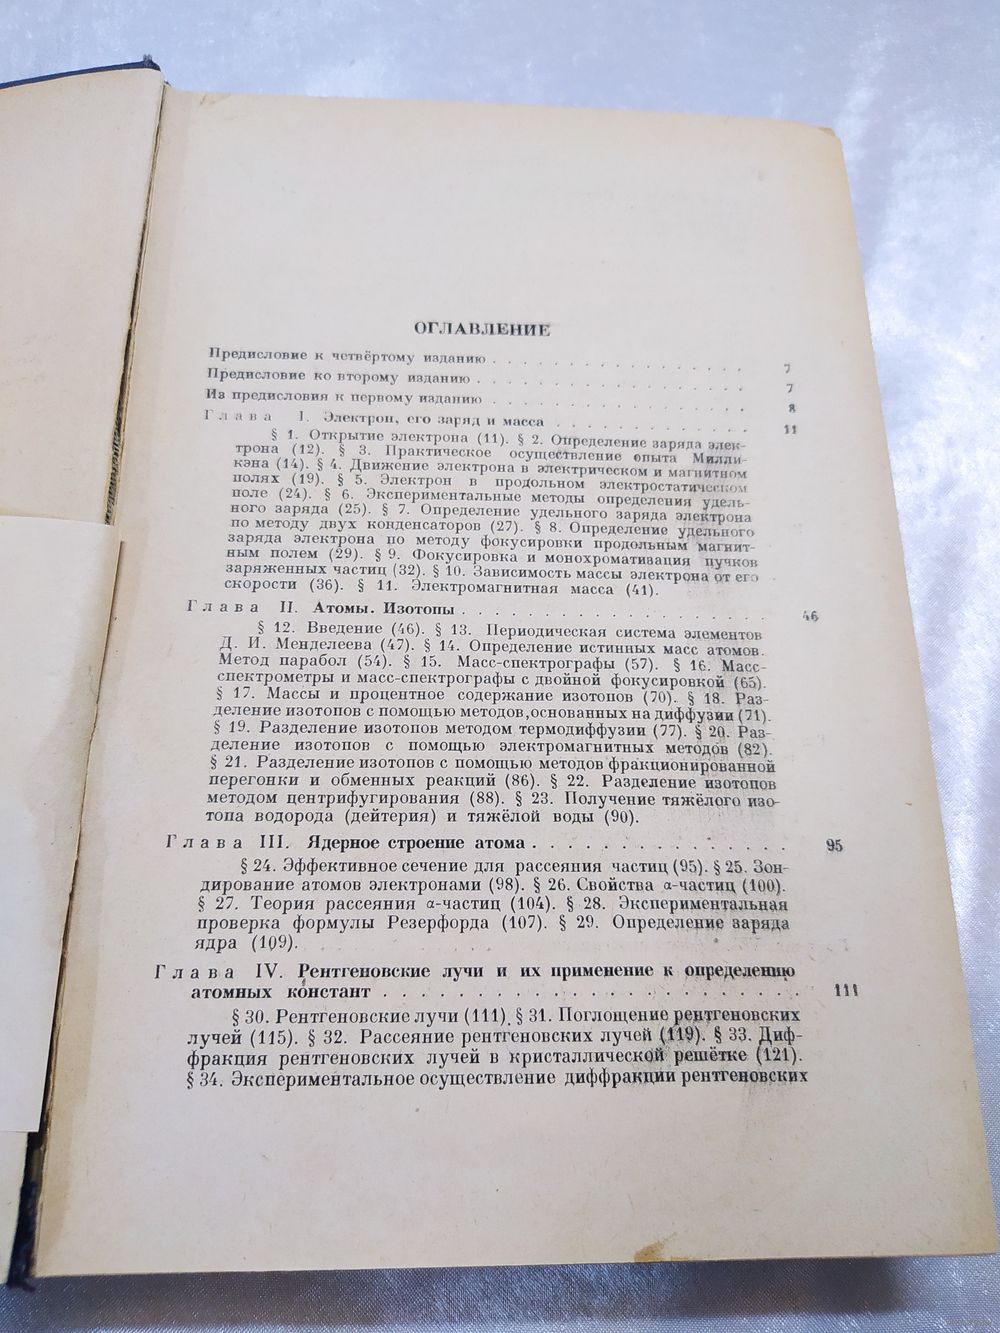 ОГЛАВЛЕНИЕ
Предисловие к четвёртому изданию . . . . . . . . . . . . . 7
Предисловие ко второму изданию . . . . . . . . . . . . . . 7
Из предисловия к первому изданию . . . . . . . . . . . . . 8
Глава I. Электрон, его заряд и масса . . . . . . . . . . . 11
§ 1. Открытие электрона (11). § 2. Определение заряда элек-
трона (12). § 3. Практическое осуществление опыта Милли-
кэна (14). § 4. Движение электрона в электрическом и магнитном
полях (19). § 5. Электрон в продольном электростатическом
поле (24). § 6. Экспериментальные методы определения удель-
ного заряда (25). § 7. Определение удельного заряда электрона
по методу двух конденсаторов (27). § 8. Определение удельного
заряда электрона по методу фокусировки продольным магнит-
ным полем (29). § 9. Фокусировка и монохроматизация пучков
заряженных частиц (32). § 10. Зависимость массы электрона от его
скорости (36). § 11. Электромагнитная масса (41).
Глава II. Атомы. Изотопы . . . . . . . . . . . . . . . . . 46
§ 12. Введение (46). § 13. Периодическая система элементов
Д. И. Менделеева (47). § 14. Определение истинных масс атомов.
Метод парабол (54). § 15. Масс-спектрографы (57). § 16. Масс-
спектрометры и масс-спектрографы с двойной фокусировкой (65).
§ 17. Массы и процентное содержание изотопов (70). § 18. Раз-
деление изотопов с помощью методов, основанных на диффузии (71).
§ 19. Разделение изотопов методом термодиффузии (77). § 20. Раз-
деление изотопов с помощью электромагнитных методов (82).
§ 21. Разделение изотопов с помощью методов фракционированной
перегонки и обменных реакций (86). § 22. Разделение изотопов
методом центрифугирования (88). § 23. Получение тяжёлого изо-
топа водорода (дейтерия) и тяжёлой воды (90).
Глава III. Ядерное строение атома . . . . . . . . . . . . 95
§ 24. Эффективное сечение для рассеяния частиц (95). § 25. Зон-
дирование атомов электронами (98). § 26. Свойства α-частиц (100).
§ 27. Теория рассеяния α-частиц (104). § 28. Экспериментальная
проверка формулы Резерфорда (107). § 29. Определение заряда
ядра (109).
Глава IV. Рентгеновские лучи и их применение к определению
атомных констант . . . . . . . . . . . . . . . . . . . . . 111
§ 30. Рентгеновские лучи (111). § 31. Поглощение рентгеновских
лучей (115). § 32. Рассеяние рентгеновских лучей (119). § 33. Диф-
фракция рентгеновских лучей в кристаллической решётке (121).
§ 34. Экспериментальное осуществление диффракции рентгеновских